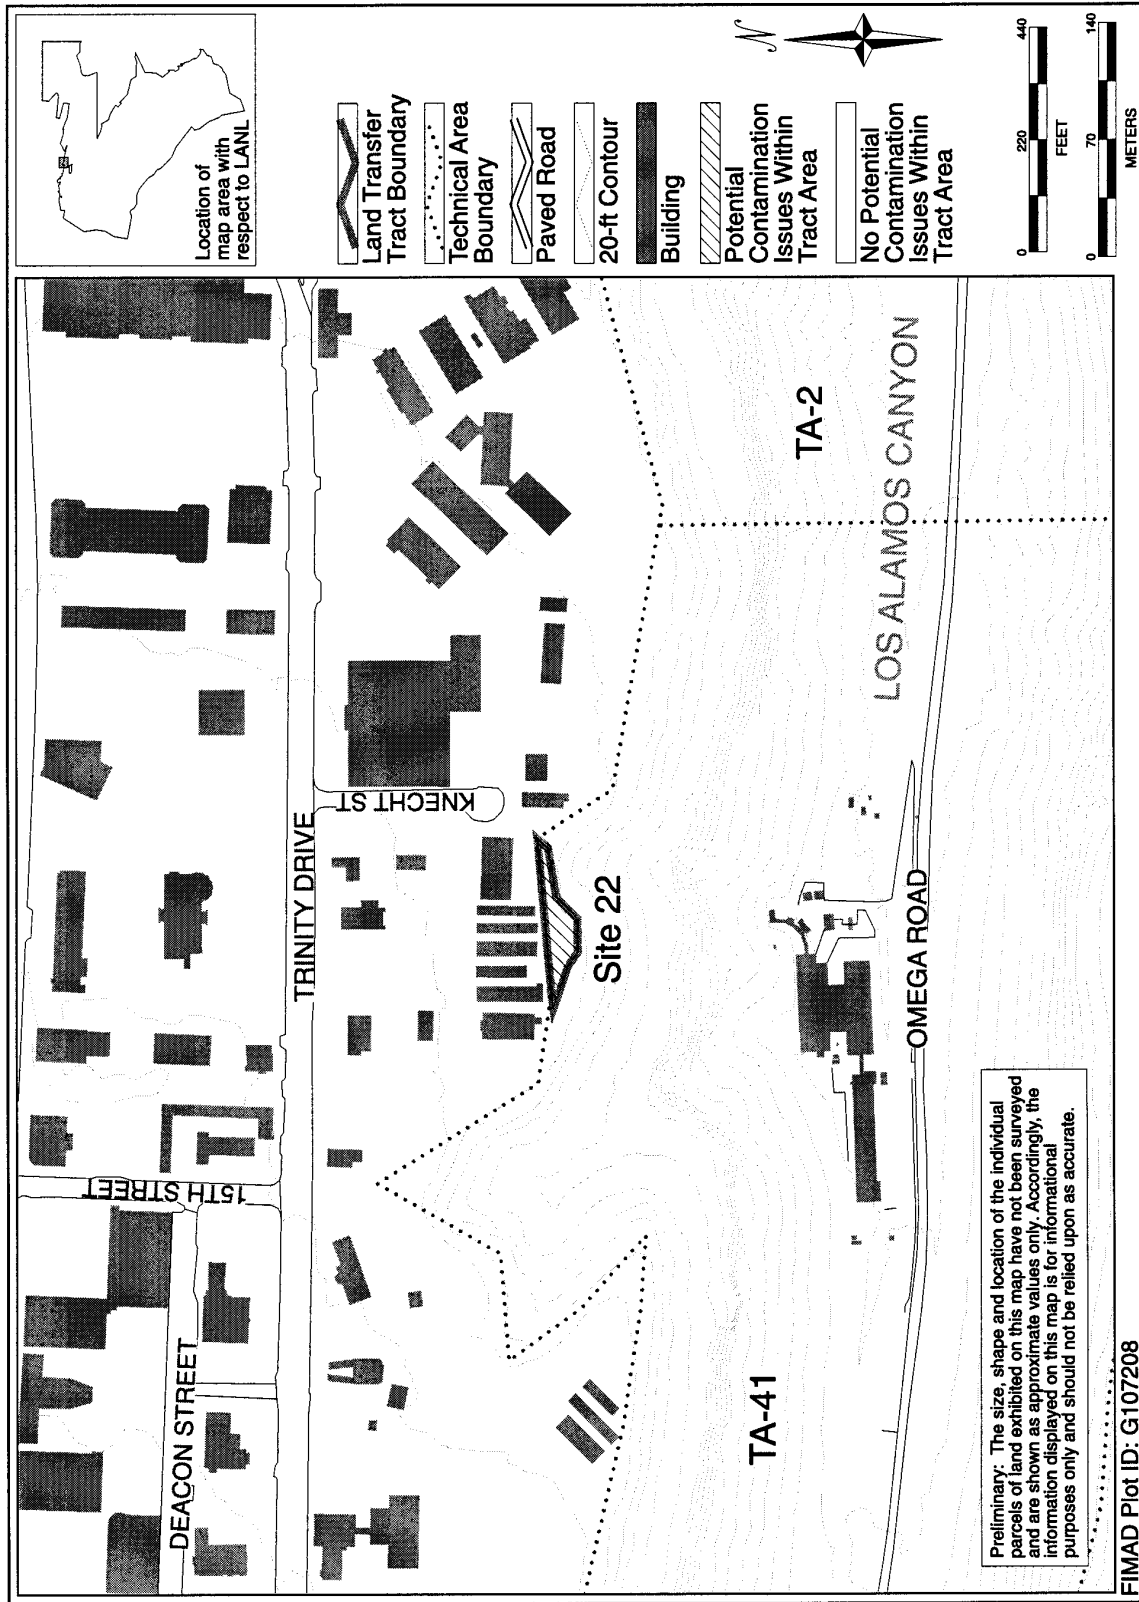 DEACON STREET
15TH STREET
TRINITY DRIVE
KNECHT ST
Site 22
TA-41
TA-2
LOS ALAMOS CANYON
OMEGA ROAD
Preliminary: The size, shape and location of the individual
parcels of land exhibited on this map have not been surveyed
and are shown as approximate values only. Accordingly, the
information displayed on this map is for informational
purposes only and should not be relied upon as accurate.
FIMAD Plot ID: G107208
Location of
map area with
respect to LANL
Land Transfer
Tract Boundary
Technical Area
Boundary
Paved Road
20-ft Contour
Building
Potential
Contamination
Issues Within
Tract Area
No Potential
Contamination
Issues Within
Tract Area
N
0 220 440
FEET
0 70 140
METERS